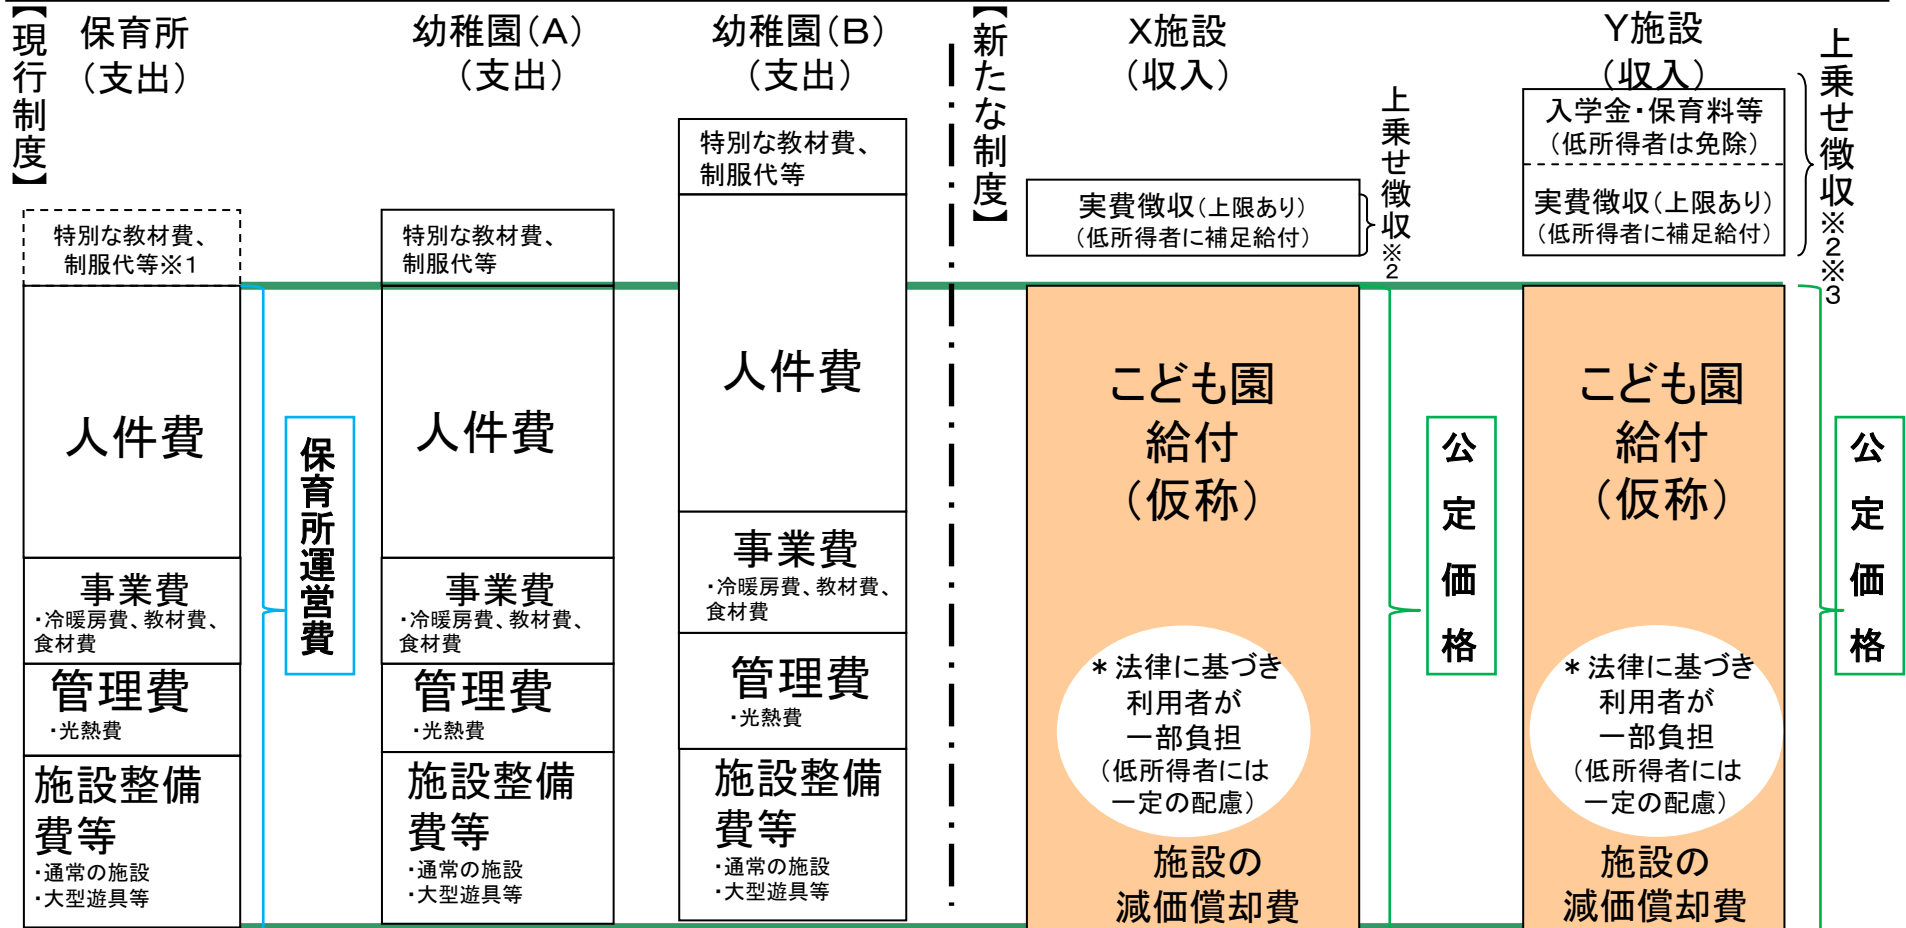 【現行制度】
保育所
（支出）
特別な教材費、
制服代等※1
人件費
事業費
・冷暖房費、教材費、
食材費
管理費
・光熱費
施設整備
費等
・通常の施設
・大型遊具等
保育所運営費
幼稚園（A）
（支出）
特別な教材費、
制服代等
人件費
事業費
・冷暖房費、教材費、
食材費
管理費
・光熱費
施設整備
費等
・通常の施設
・大型遊具等
幼稚園（B）
（支出）
特別な教材費、
制服代等
人件費
事業費
・冷暖房費、教材費、
食材費
管理費
・光熱費
施設整備
費等
・通常の施設
・大型遊具等
【新たな制度】
X施設
（収入）
実費徴収（上限あり）
（低所得者に補足給付）
上乗せ徴収※2
こども園
給付
（仮称）
＊法律に基づき
利用者が
一部負担
（低所得者には
一定の配慮）
施設の
減価償却費
公定価格
Y施設
（収入）
入学金・保育料等
（低所得者は免除）
実費徴収（上限あり）
（低所得者に補足給付）
上乗せ徴収※2※3
こども園
給付
（仮称）
＊法律に基づき
利用者が
一部負担
（低所得者には
一定の配慮）
施設の
減価償却費
公定価格